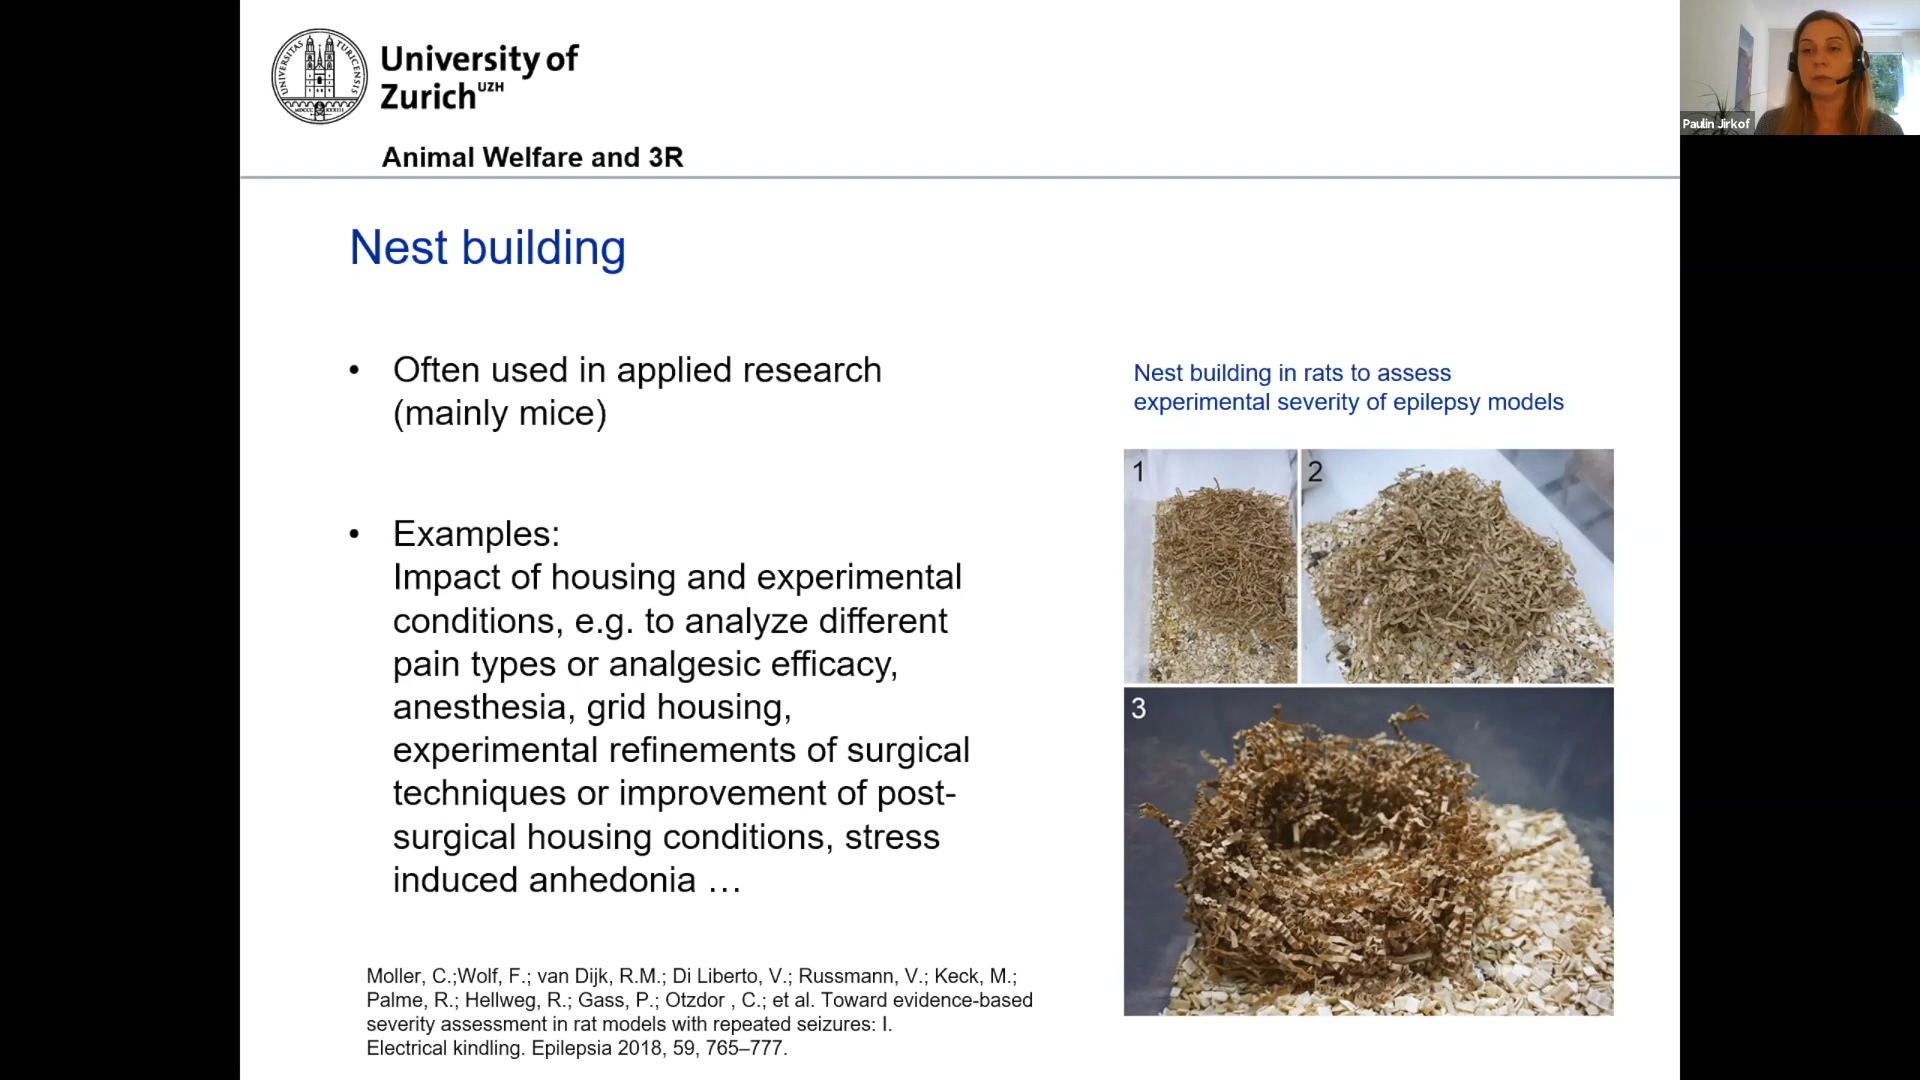 University of
Zurich UZH
Animal Welfare and 3R
Paulin Jirkof
Nest building
• Often used in applied research
(mainly mice)
• Examples:
Impact of housing and experimental
conditions, e.g. to analyze different
pain types or analgesic efficacy,
anesthesia, grid housing,
experimental refinements of surgical
techniques or improvement of post-
surgical housing conditions, stress
induced anhedonia …
Nest building in rats to assess
experimental severity of epilepsy models
1
2
3
Moller, C.;Wolf, F.; van Dijk, R.M.; Di Liberto, V.; Russmann, V.; Keck, M.;
Palme, R.; Hellweg, R.; Gass, P.; Otzdor , C.; et al. Toward evidence-based
severity assessment in rat models with repeated seizures: I.
Electrical kindling. Epilepsia 2018, 59, 765–777.